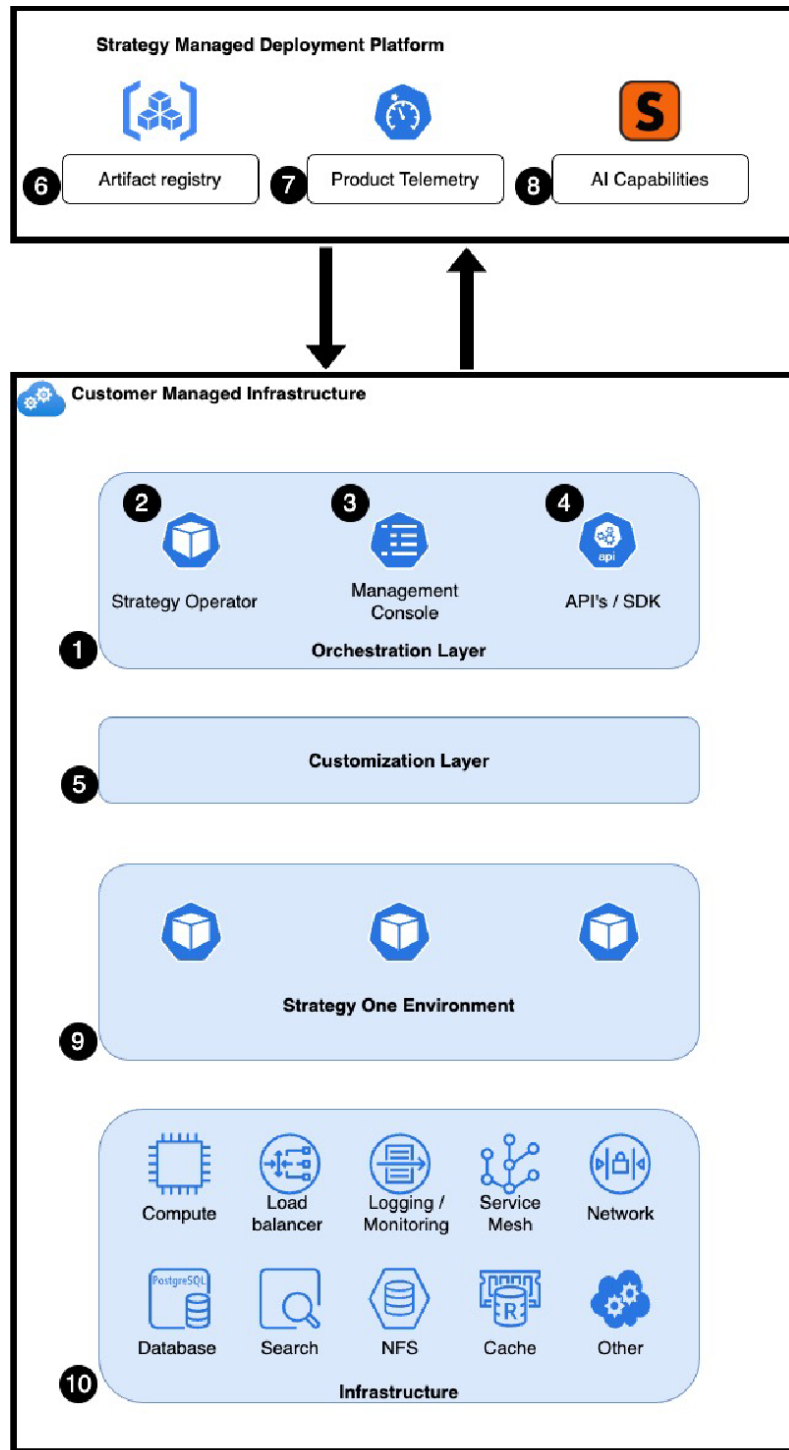 Strategy Managed Deployment Platform
S
6
Artifact registry
7
Product Telemetry
8
AI Capabilities
Customer Managed Infrastructure
2
3
4
api
Strategy Operator
Management
Console
API's / SDK
1
Orchestration Layer
Customization Layer
5
Strategy One Environment
9
Compute
Load
balancer
Logging /
Monitoring
Service
Mesh
Network
PostgreSQL
R
Database
Search
NFS
Cache
Other
10
Infrastructure